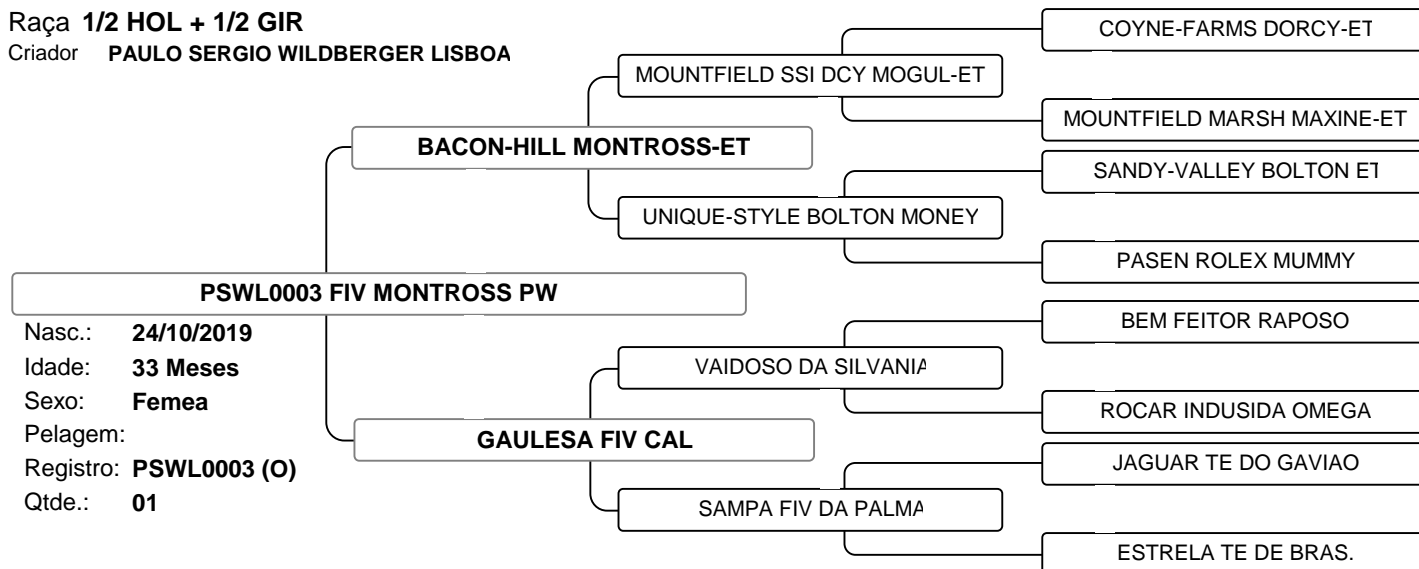 Raça 1/2 HOL + 1/2 GIR
Criador PAULO SERGIO WILDBERGER LISBOA
COYNE-FARMS DORCY-ET
MOUNTFIELD SSI DCY MOGUL-ET
MOUNTFIELD MARSH MAXINE-ET
BACON-HILL MONTROSS-ET
SANDY-VALLEY BOLTON ET
UNIQUE-STYLE BOLTON MONEY
PASEN ROLEX MUMMY
PSWL0003 FIV MONTROSS PW
Nasc.: 24/10/2019
Idade: 33 Meses
Sexo: Femea
Pelagem:
Registro: PSWL0003 (O)
Qtde.: 01
BEM FEITOR RAPOSO
VAIDOSO DA SILVANIA
ROCAR INDUSIDA OMEGA
GAULESA FIV CAL
JAGUAR TE DO GAVIAO
SAMPA FIV DA PALMA
ESTRELA TE DE BRAS.